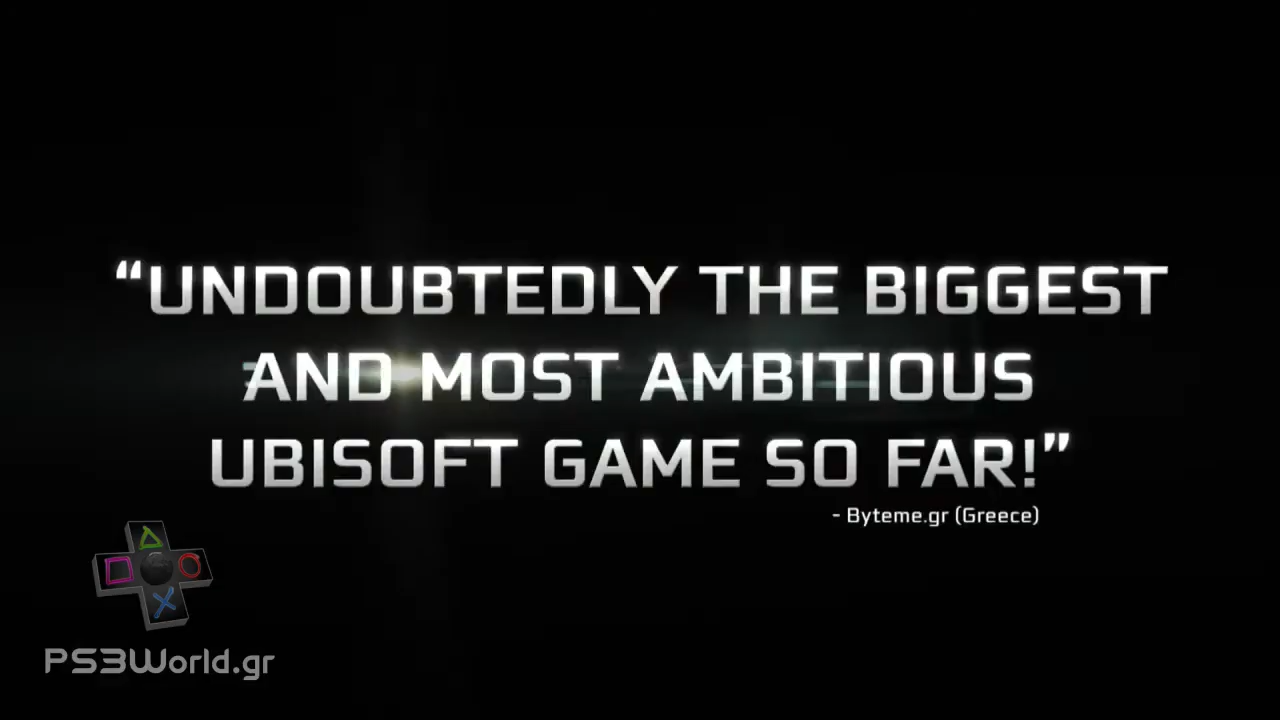 “UNDOUBTEDLY THE BIGGEST
AND MOST AMBITIOUS
UBISOFT GAME SO FAR!”
- Byteme.gr (Greece)
PS3World.gr